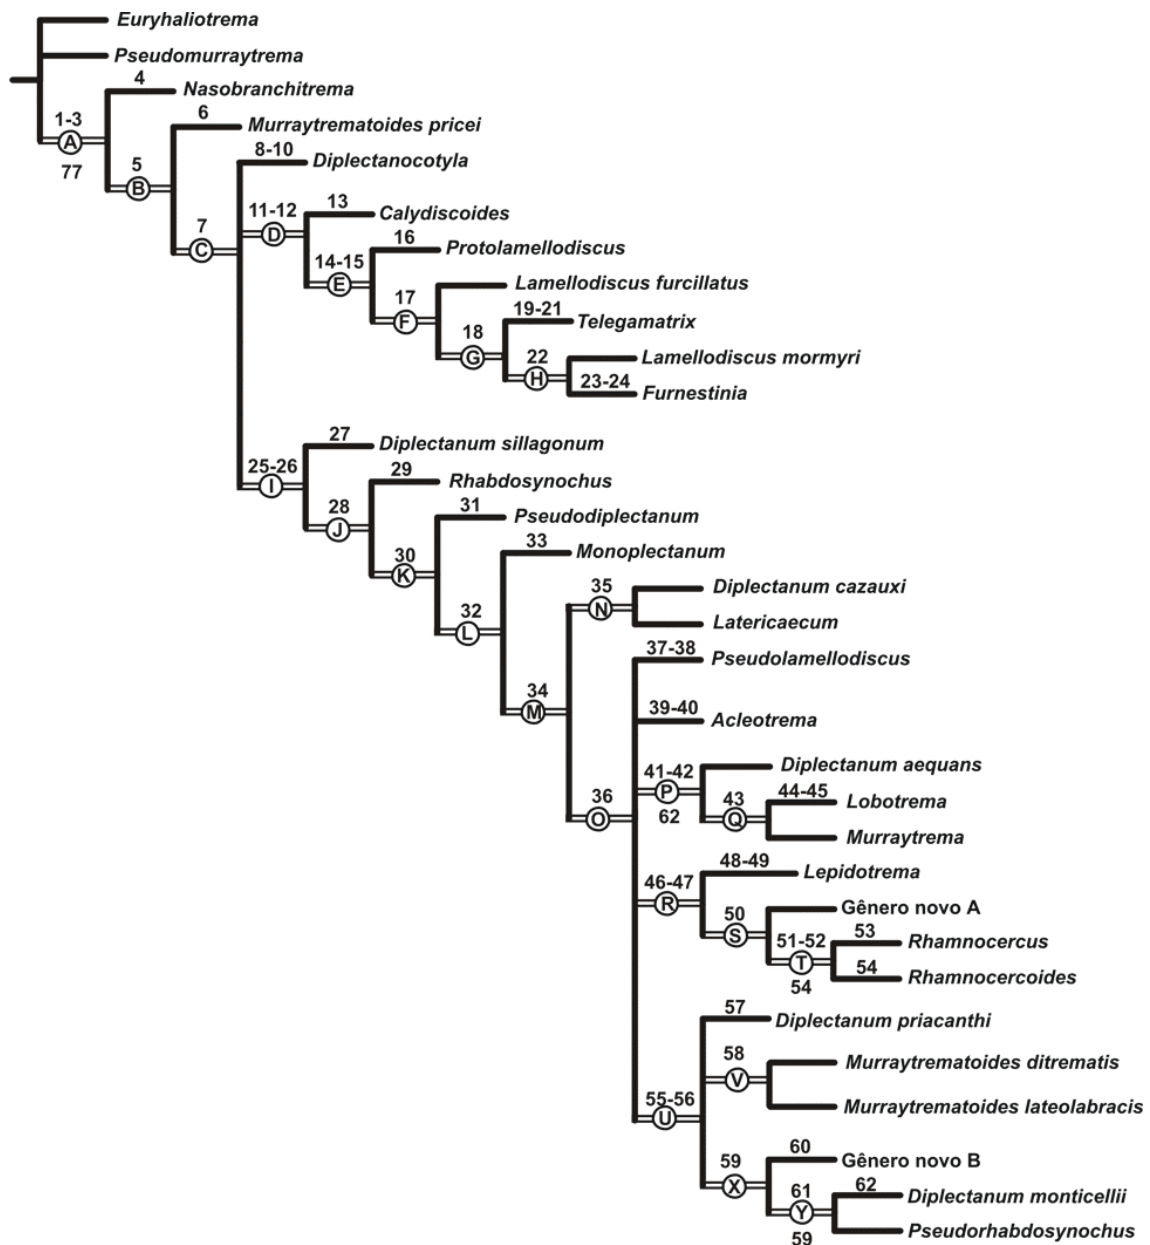 Euryhaliotrema
Pseudomurraytrema
4
Nasobranchitrema
1-3
6
Murraytrematoides pricei
A
77
5
8-10
Diplectanocotyla
B
7
11-12
13
Calydiscoides
C
D
14-15
16
Protolamellodiscus
E
17
Lamellodiscus furcillatus
F
18
19-21
Telegamatrix
G
22
Lamellodiscus mormyri
H
23-24
Furnestinia
27
Diplectanum sillagonum
25-26
29
Rhabdosynochus
I
28
31
Pseudodiplectanum
J
30
33
Monoplectanum
K
32
35
Diplectanum cazauxi
N
L
Latericaecum
34
37-38
Pseudolamellodiscus
M
39-40
Acleotrema
41-42
Diplectanum aequans
P
36
62
43
44-45
Lobotrema
O
Q
Murraytrema
46-47
48-49
Lepidotrema
R
50
Gênero novo A
S
51-52
53
Rhamnocercus
T
54
54
Rhamnocercoides
57
Diplectanum priacanthi
58
Murraytrematoides ditrematis
V
55-56
Murraytrematoides lateolabracis
U
59
60
Gênero novo B
X
61
62
Diplectanum monticellii
Y
59
Pseudorhabdosynochus